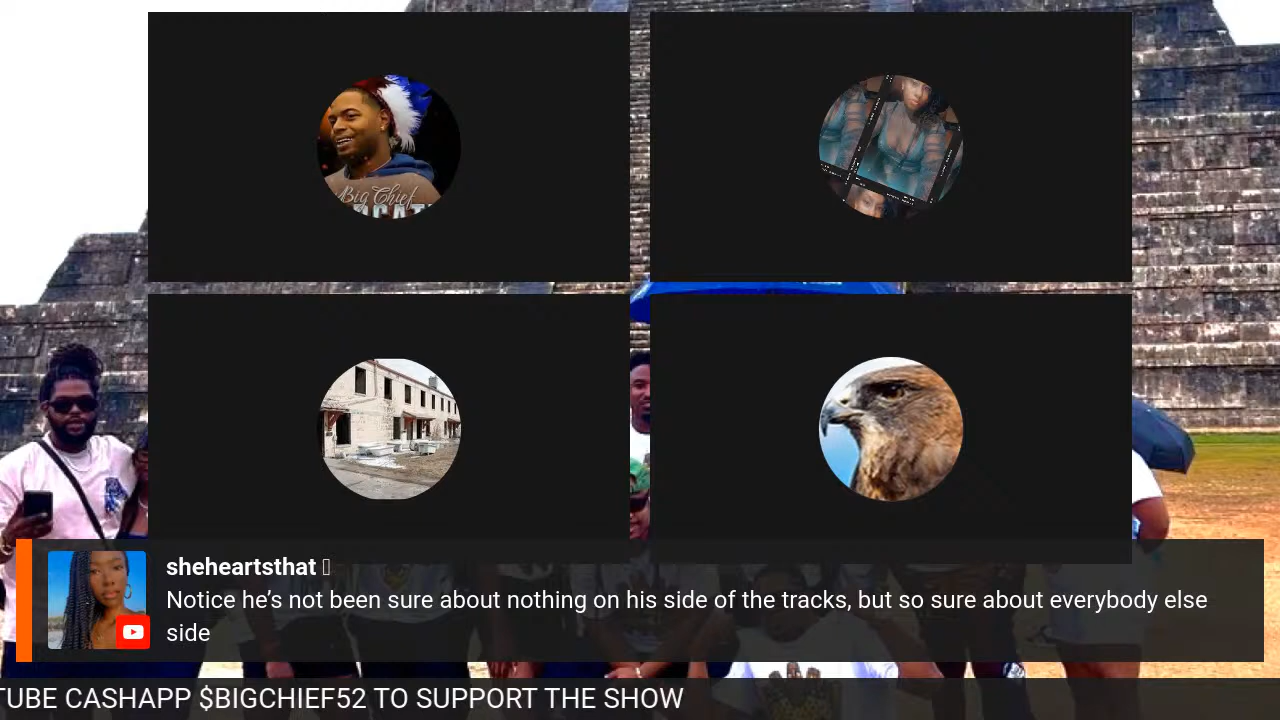 Big Chief
sheheartsthat
Notice he’s not been sure about nothing on his side of the tracks, but so sure about everybody else
side
TUBE CASHAPP $BIGCHIEF52 TO SUPPORT THE SHOW